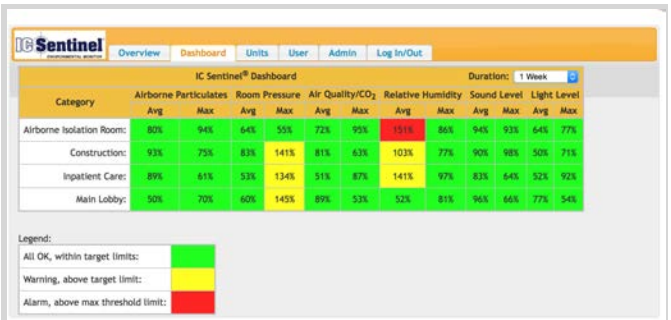 IC Sentinel
ENVIRONMENTAL MONITOR
Overview Dashboard Units User Admin Log In/Out
IC Sentinel® Dashboard Duration: 1 Week
Category Airborne Particulates Room Pressure Air Quality/CO2 Relative Humidity Sound Level Light Level
Avg Max Avg Max Avg Max Avg Max Avg Max Avg Max
Airborne Isolation Room: 80% 94% 64% 55% 72% 95% 151% 86% 94% 93% 64% 77%
Construction: 93% 75% 83% 141% 81% 63% 103% 77% 90% 98% 50% 71%
Inpatient Care: 89% 61% 53% 134% 51% 87% 141% 97% 83% 64% 52% 92%
Main Lobby: 50% 70% 60% 145% 89% 53% 52% 81% 96% 66% 77% 54%
Legend:
All OK, within target limits:
Warning, above target limit:
Alarm, above max threshold limit: